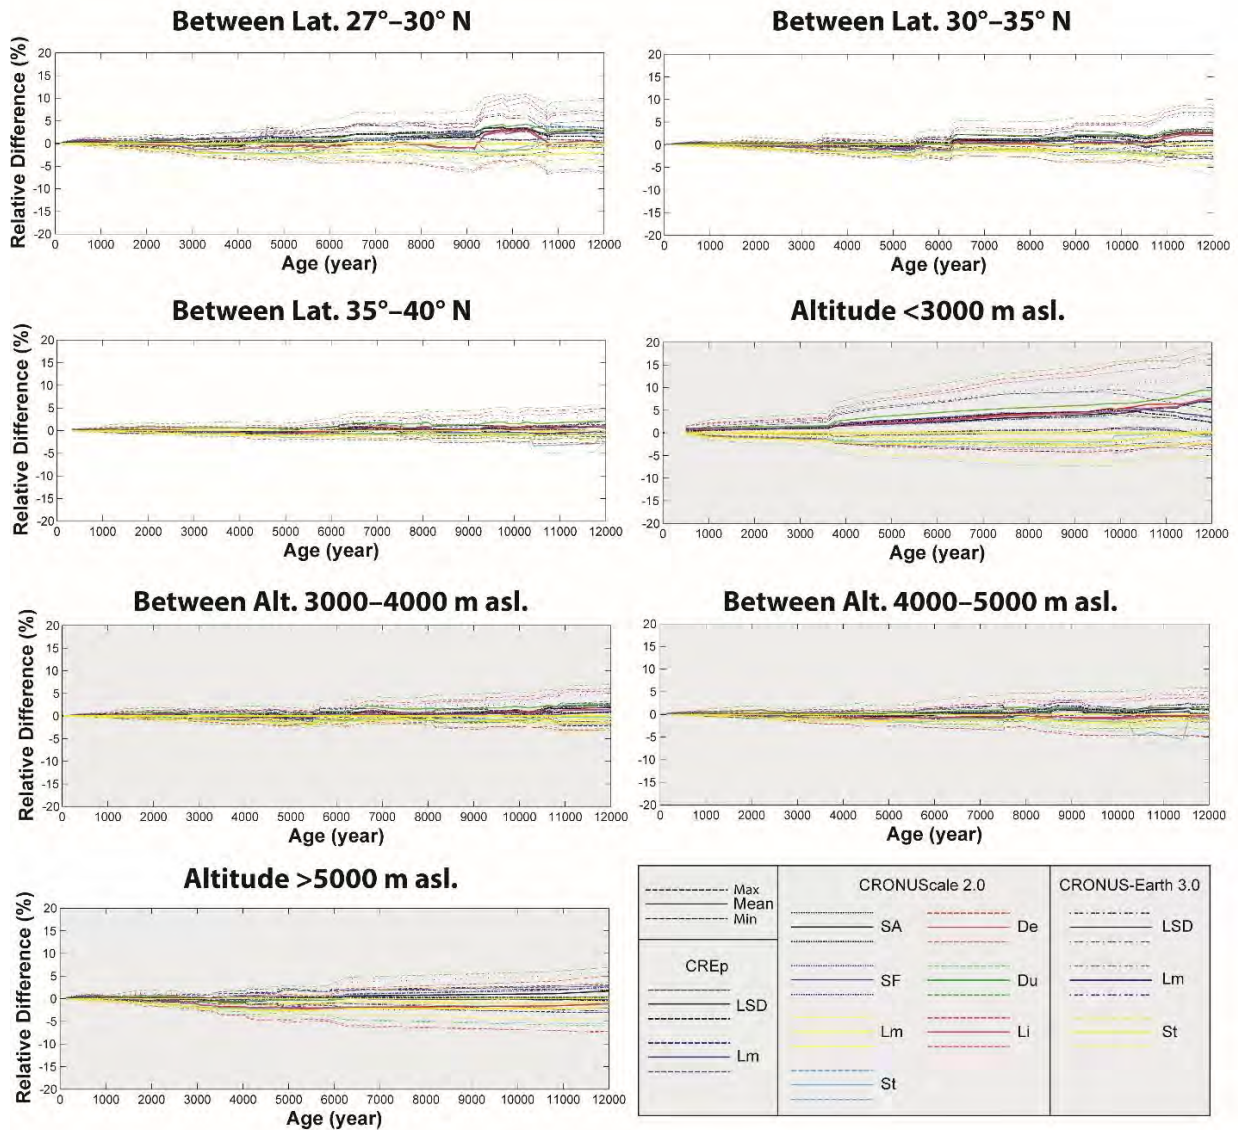 Between Lat. 27°–30° N
Relative Difference (%)
20
15
10
5
0
-5
-10
-15
-20
0 1000 2000 3000 4000 5000 6000 7000 8000 9000 10000 11000 12000
Age (year)
Between Lat. 30°–35° N
20
15
10
5
0
-5
-10
-15
-20
0 1000 2000 3000 4000 5000 6000 7000 8000 9000 10000 11000 12000
Age (year)
Between Lat. 35°–40° N
Relative Difference (%)
20
15
10
5
0
-5
-10
-15
-20
0 1000 2000 3000 4000 5000 6000 7000 8000 9000 10000 11000 12000
Age (year)
Altitude <3000 m asl.
20
15
10
5
0
-5
-10
-15
-20
0 1000 2000 3000 4000 5000 6000 7000 8000 9000 10000 11000 12000
Age (year)
Between Alt. 3000–4000 m asl.
Relative Difference (%)
20
15
10
5
0
-5
-10
-15
-20
0 1000 2000 3000 4000 5000 6000 7000 8000 9000 10000 11000 12000
Age (year)
Between Alt. 4000–5000 m asl.
20
15
10
5
0
-5
-10
-15
-20
0 1000 2000 3000 4000 5000 6000 7000 8000 9000 10000 11000 12000
Age (year)
Altitude >5000 m asl.
Relative Difference (%)
20
15
10
5
0
-5
-10
-15
-20
0 1000 2000 3000 4000 5000 6000 7000 8000 9000 10000 11000 12000
Age (year)
Max
Mean
Min
CREp
LSD
Lm
CRONUScale 2.0
SA
De
SF
Du
Lm
Li
St
CRONUS-Earth 3.0
LSD
Lm
St